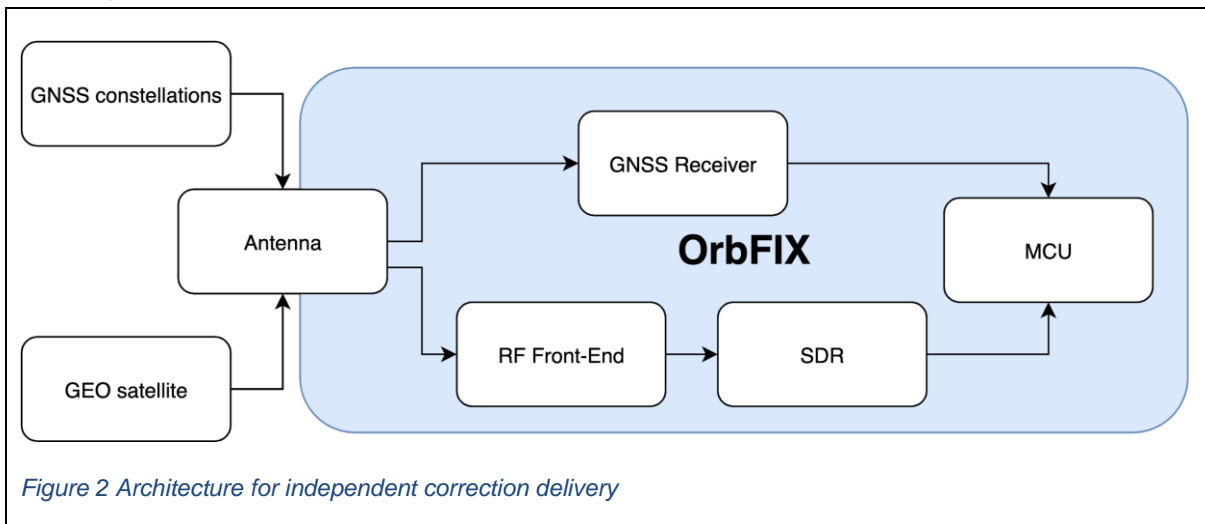 GNSS constellations
GNSS Receiver
Antenna
OrbFIX
MCU
RF Front-End
SDR
GEO satellite
Figure 2 Architecture for independent correction delivery